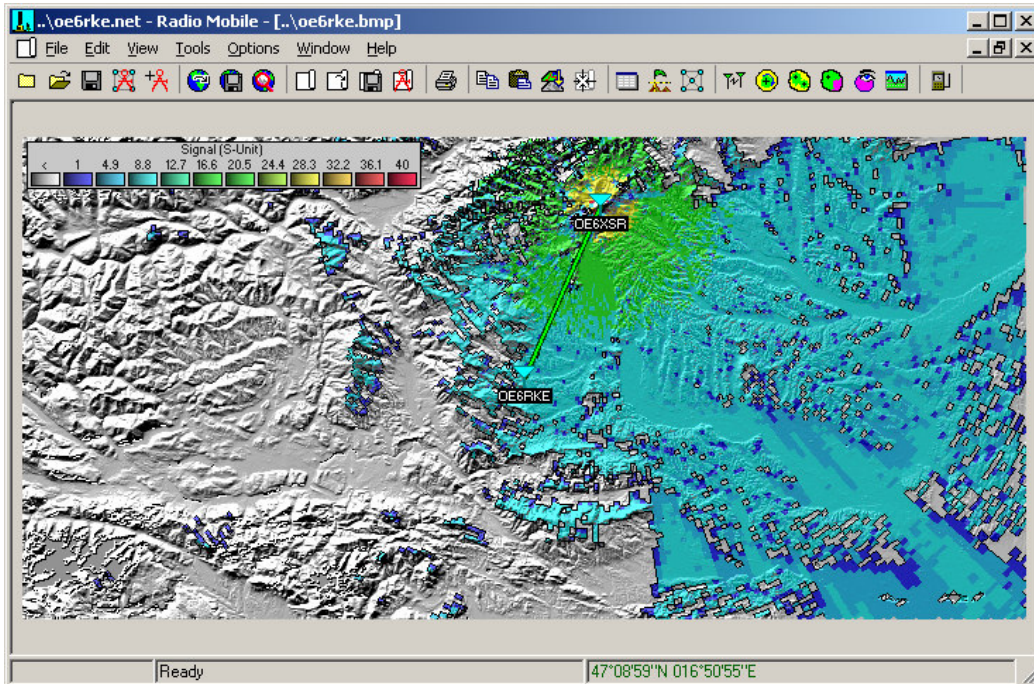 ..\oe6rke.net - Radio Mobile - [..\oe6rke.bmp]
File Edit View Tools Options Window Help
Signal (S-Unit)
< 1 4.9 8.8 12.7 16.6 20.5 24.4 28.3 32.2 36.1 40
OE6XSR
OE6RKE
Ready
47°08'59"N 016°50'55"E